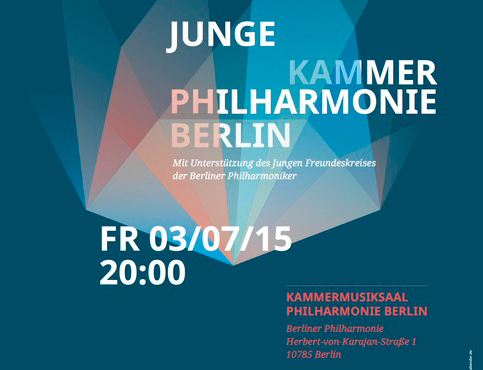 JUNGE
KAMMER
PHILHARMONIE
BERLIN
Mit Unterstützung des Jungen Freundeskreises
der Berliner Philharmoniker
FR 03/07/15
20:00
KAMMERMUSIKSAAL
PHILHARMONIE BERLIN
Berliner Philharmonie
Herbert-von-Karajan-Straße 1
10785 Berlin